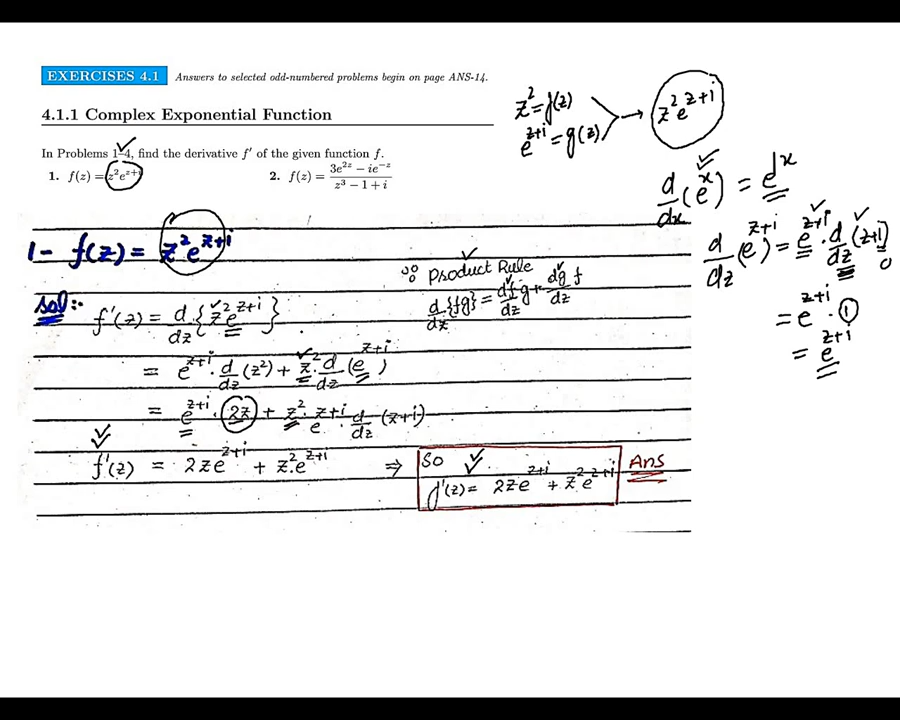 EXERCISES 4.1 Answers to selected odd-numbered problems begin on page ANS-14.
4.1.1 Complex Exponential Function
In Problems 1–4, find the derivative f′ of the given function f.
1. f(z) = z²e^{z+i} 2. f(z) = (3e^{2z} − ie^{−z})/(z³ − 1 + i)
z² = f(z)
e^{z+i} = g(z) → z²e^{z+i}
d/dx (e^x) = e^x
d/dz (e^{z+i}) = e^{z+i} · d/dz (z+i)
0
= e^{z+i} · 1
= e^{z+i}
1- f(z) = z²e^{z+i}
Sol:-
∵ Product Rule
d/dz {fg} = df/dz g + dg/dz f
f'(z) = d/dz {z²e^{z+i}}
= e^{z+i} · d/dz (z²) + z² · d/dz (e^{z+i})
= e^{z+i} · 2z + z² · e^{z+i} · d/dz (z+i)
f'(z) = 2ze^{z+i} + z²·e^{z+i} ⇒ So
f'(z) = 2ze^{z+i} + z²e^{z+i} Ans